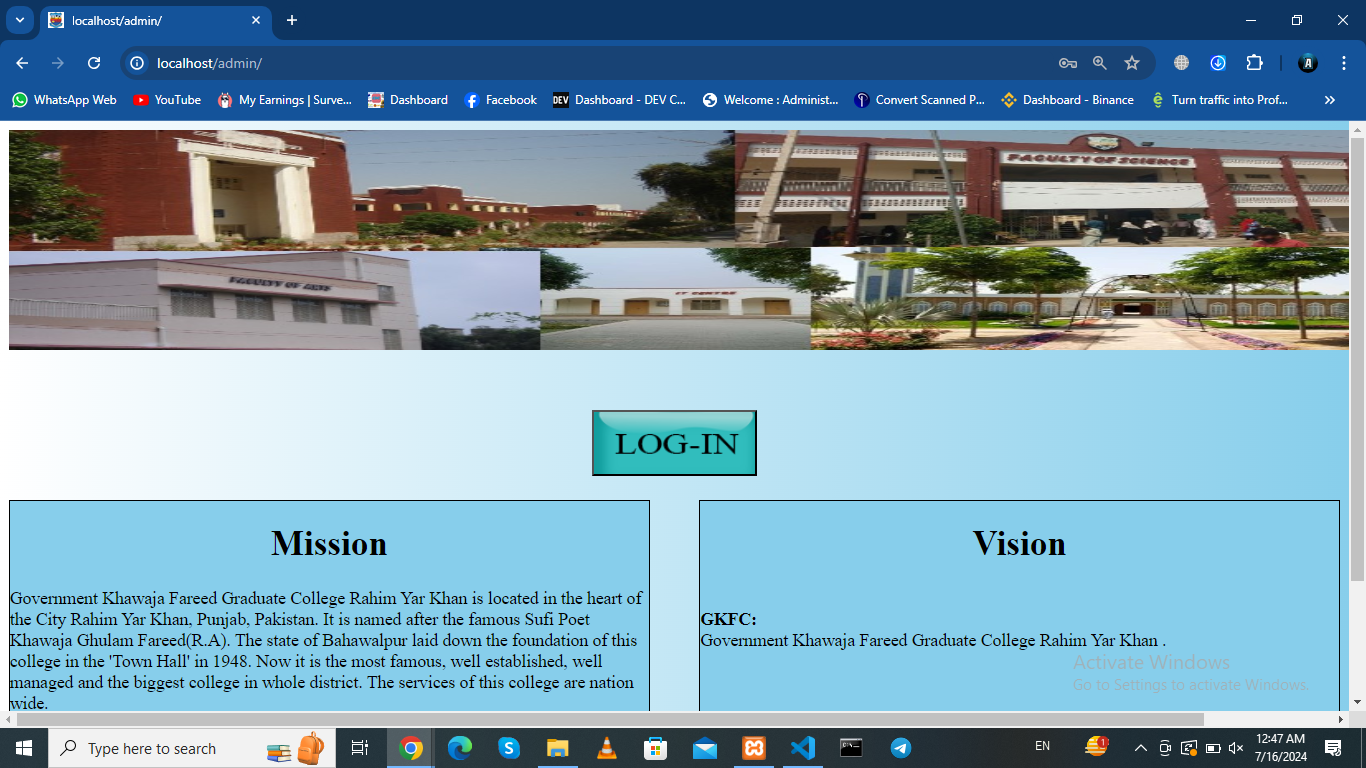 localhost/admin/
localhost/admin/
WhatsApp Web
YouTube
My Earnings | Surve...
Dashboard
Facebook
DEV
Dashboard - DEV C...
Welcome : Administ...
Convert Scanned P...
Dashboard - Binance
Turn traffic into Prof...
FACULTY OF SCIENCE
FACULTY OF ARTS
IT CENTRE
LOG-IN
Mission
Government Khawaja Fareed Graduate College Rahim Yar Khan is located in the heart of
the City Rahim Yar Khan, Punjab, Pakistan. It is named after the famous Sufi Poet
Khawaja Ghulam Fareed(R.A). The state of Bahawalpur laid down the foundation of this
college in the 'Town Hall' in 1948. Now it is the most famous, well established, well
managed and the biggest college in whole district. The services of this college are nation
wide.
Vision
GKFC:
Government Khawaja Fareed Graduate College Rahim Yar Khan .
Activate Windows
Go to Settings to activate Windows.
Type here to search
EN
1
12:47 AM
7/16/2024